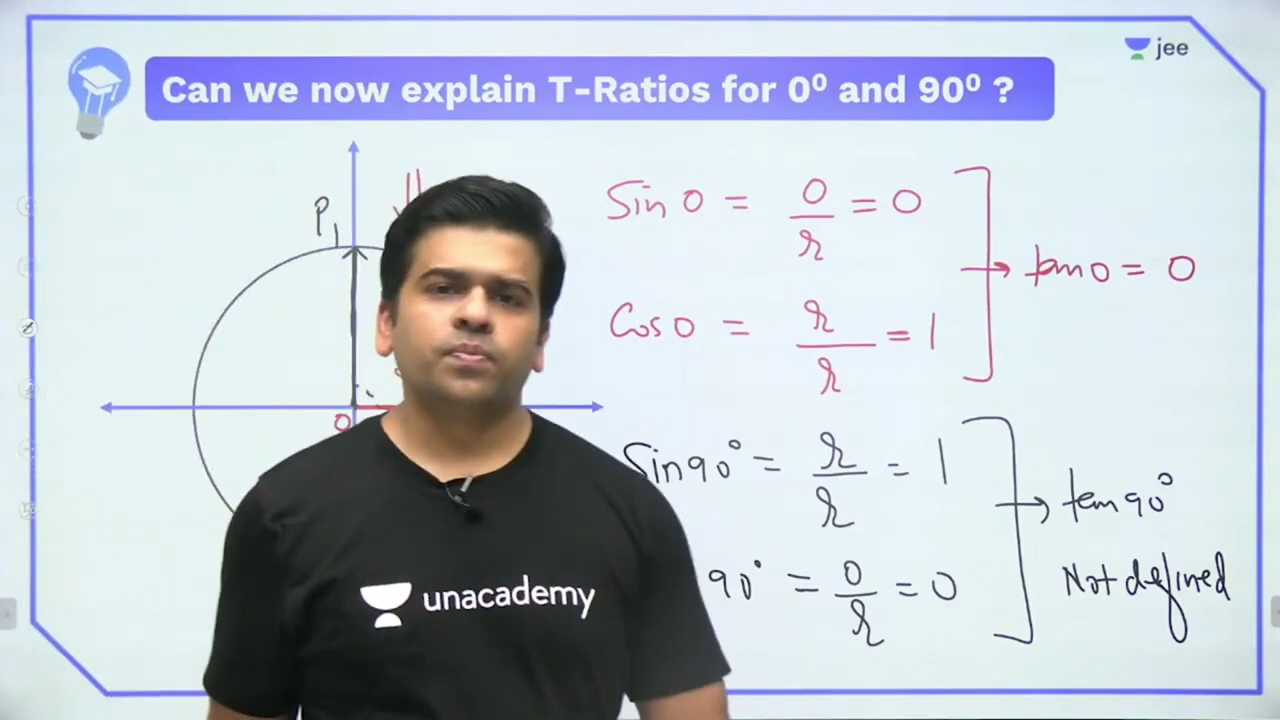 jee
Can we now explain T-Ratios for 0⁰ and 90⁰ ?
P₁
Sin 0 = 0/r = 0
tan 0 = 0
Cos 0 = r/r = 1
O
Sin 90° = r/r = 1
tan 90°
Not defined
90° = 0/r = 0
unacademy